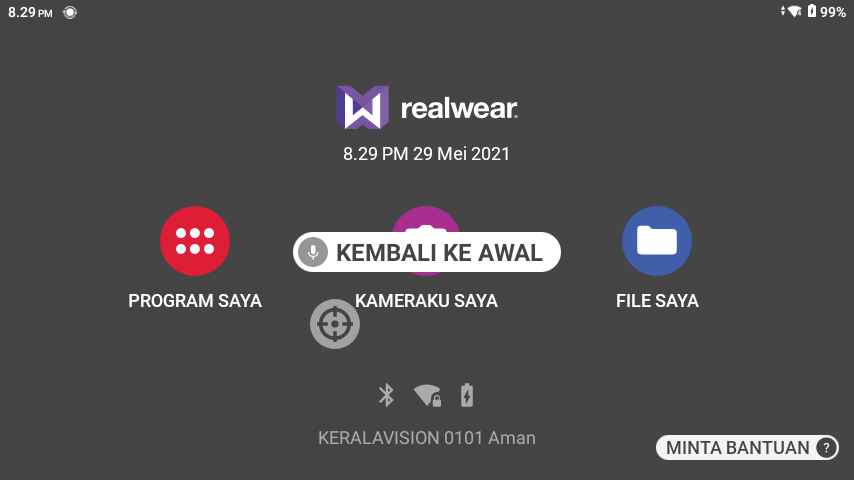 8.29 PM
99%
realwear
8.29 PM 29 Mei 2021
KEMBALI KE AWAL
PROGRAM SAYA
KAMERAKU SAYA
FILE SAYA
KERALAVISION 0101 Aman
MINTA BANTUAN ?